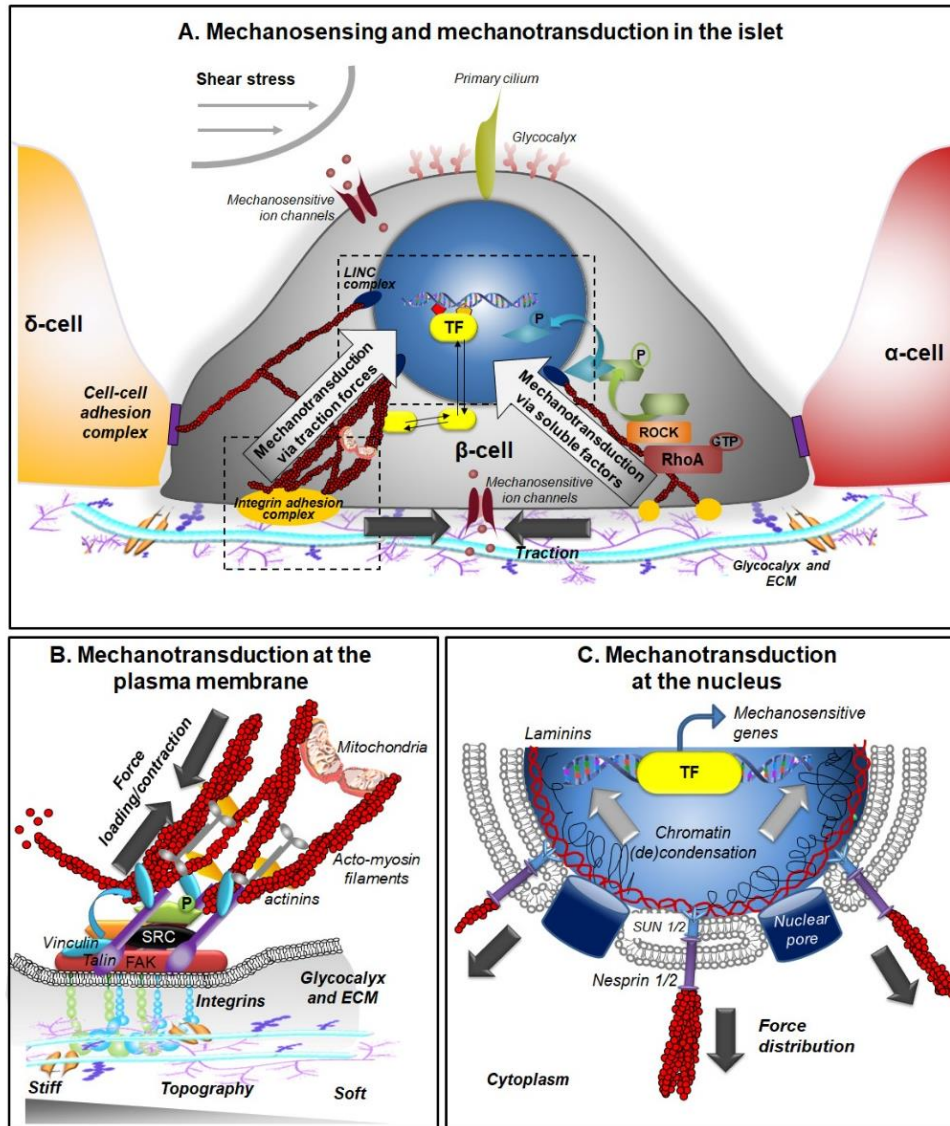 A. Mechanosensing and mechanotransduction in the islet
Shear stress
Primary cilium
Glycocalyx
Mechanosensitive
ion channels
LINC
complex
δ-cell
TF
P
P
α-cell
Cell-cell
adhesion
complex
Mechanotransduction
via traction forces
Mechanotransduction
via soluble factors
ROCK
GTP
RhoA
β-cell
Mechanosensitive
ion channels
Integrin adhesion
complex
Traction
Glycocalyx and
ECM
B. Mechanotransduction at the
plasma membrane
Force
loading/contraction
Mitochondria
Acto-myosin
filaments
actinins
P
Vinculin
SRC
Talin
FAK
Integrins
Glycocalyx
and ECM
Stiff
Topography
Soft
C. Mechanotransduction
at the nucleus
Laminins
Mechanosensitive
genes
TF
Chromatin
(de)condensation
SUN 1/2
Nuclear
pore
Nesprin 1/2
Force
distribution
Cytoplasm